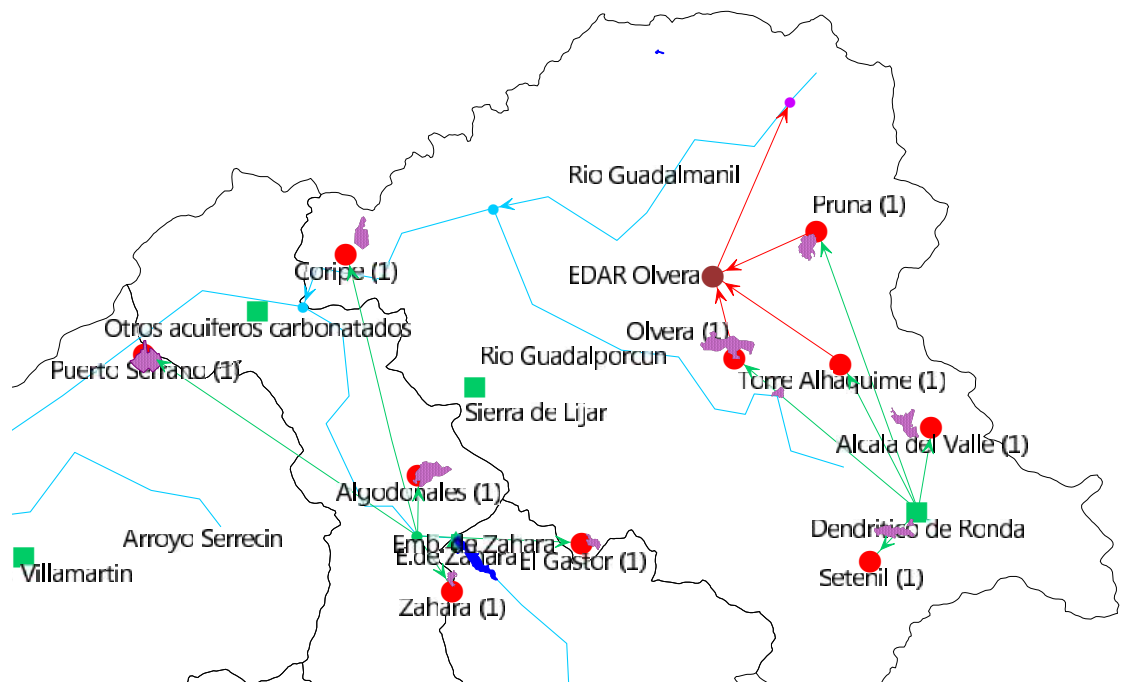 Rio Guadalmanil
Pruna (1)
Coripe (1)
EDAR Olvera
Otros acuiferos carbonatados
Olvera (1)
Rio Guadalporcun
Puerto Serrano (1)
Torre Alhaquime (1)
Sierra de Lijar
Alcala del Valle (1)
Algodonales (1)
Dendritico de Ronda
Arroyo Serrecin
Emb. de Zahara
E.de Zahara
El Gastor (1)
Villamartin
Setenil (1)
Zahara (1)